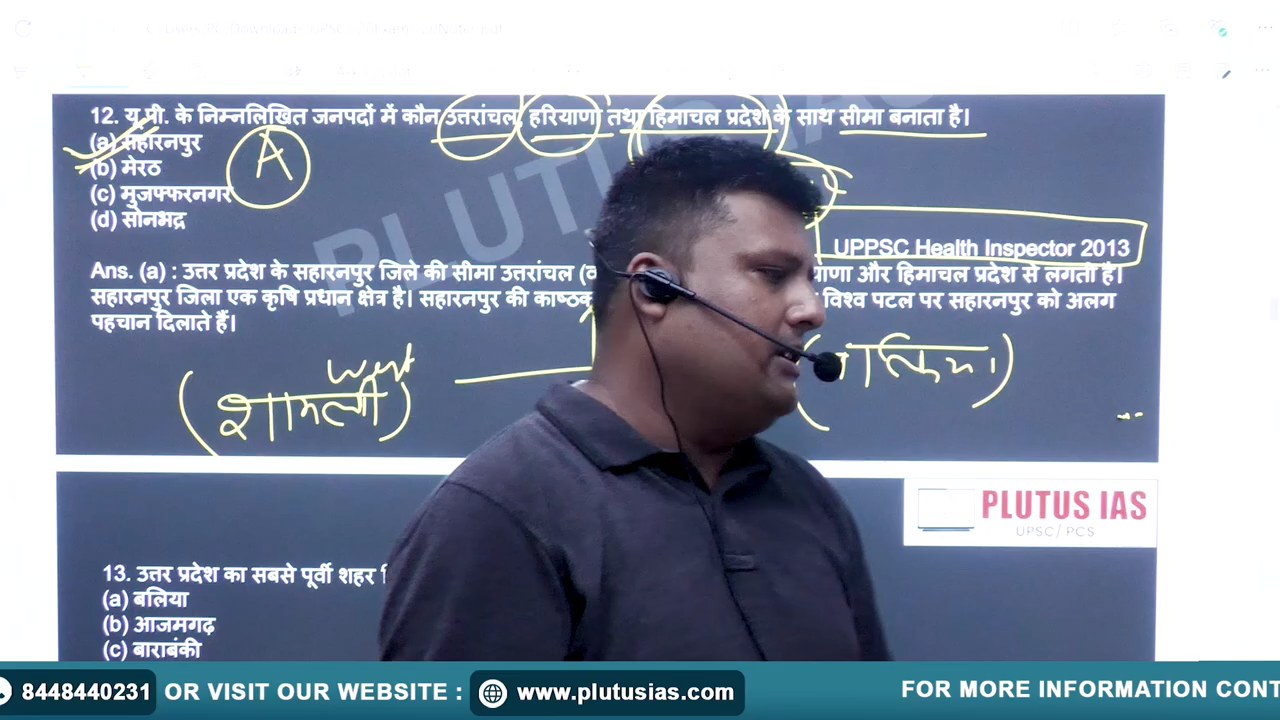 12. यू.पी. के निम्नलिखित जनपदों में कौन उत्तरांचल, हरियाणा तथा हिमाचल प्रदेश के साथ सीमा बनाता है।
(a) सहारनपुर
A
(b) मेरठ
(c) मुजफ्फरनगर
(d) सोनभद्र
PLUT
UPPSC Health Inspector 2013
Ans. (a) : उत्तर प्रदेश के सहारनपुर जिले की सीमा उत्तरांचल और हिमाचल प्रदेश से लगती है।
सहारनपुर जिला एक कृषि प्रधान क्षेत्र है। सहारनपुर की विश्व पटल पर सहारनपुर को अलग
पहचान दिलाते हैं।
West
(शामली)
PLUTUS IAS
UPSC/ PCS
13. उत्तर प्रदेश का सबसे पूर्वी शहर
(a) बलिया
(b) आजमगढ़
(c) बाराबंकी
8448440231 OR VISIT OUR WEBSITE : www.plutusias.com FOR MORE INFORMATION CONT